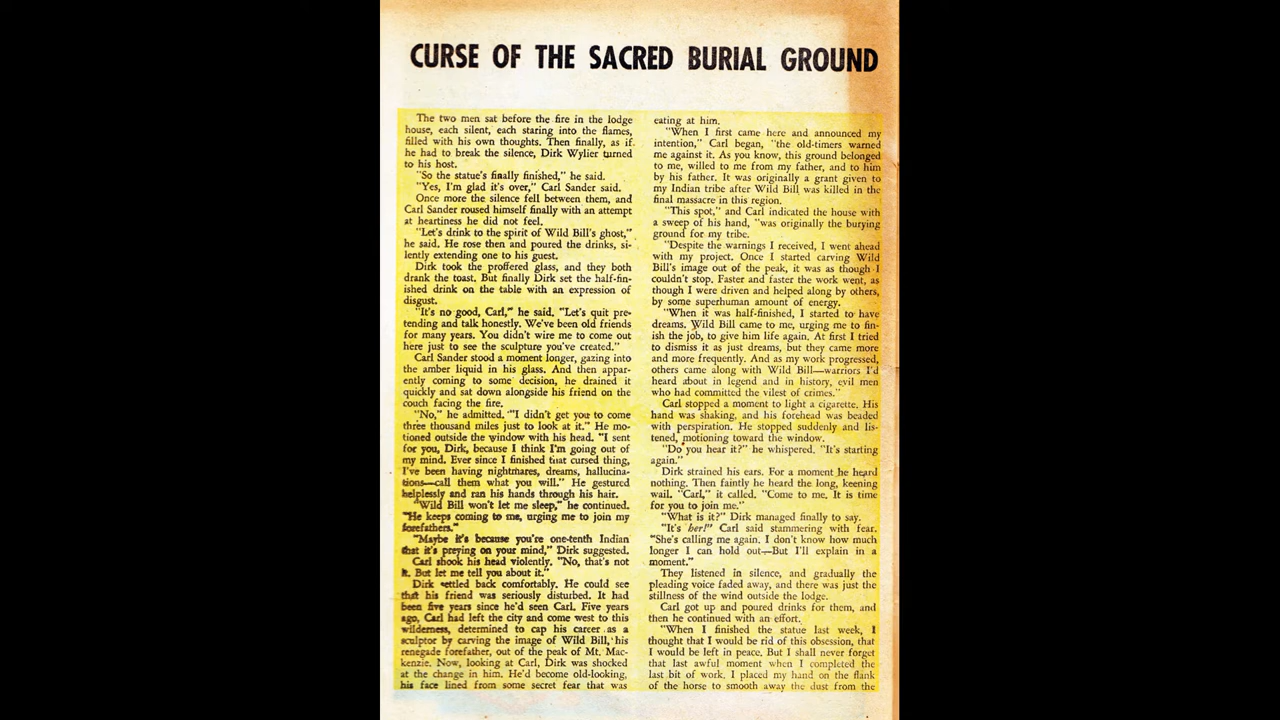 CURSE OF THE SACRED BURIAL GROUND
The two men sat before the fire in the lodge
house, each silent, each staring into the flames,
filled with his own thoughts. Then finally, as if
he had to break the silence, Dirk Wylier turned
to his host.
"So the statue's finally finished," he said.
"Yes, I'm glad it's over," Carl Sander said.
Once more the silence fell between them, and
Carl Sander roused himself finally with an attempt
at heartiness he did not feel.
"Let's drink to the spirit of Wild Bill's ghost,"
he said. He rose then and poured the drinks, si-
lently extending one to his guest.
Dirk took the proffered glass, and they both
drank the toast. But finally Dirk set the half-fin-
ished drink on the table with an expression of
disgust.
"It's no good, Carl," he said. "Let's quit pre-
tending and talk honestly. We've been old friends
for many years. You didn't wire me to come out
here just to see the sculpture you've created."
Carl Sander stood a moment longer, gazing into
the amber liquid in his glass. And then appar-
ently coming to some decision, he drained it
quickly and sat down alongside his friend on the
couch facing the fire.
"No," he admitted. "I didn't get you to come
three thousand miles just to look at it." He mo-
tioned outside the window with his head. "I sent
for you, Dirk, because I think I'm going out of
my mind. Ever since I finished that cursed thing,
I've been having nightmares, dreams, hallucina-
tions—call them what you will." He gestured
helplessly and ran his hands through his hair.
"Wild Bill won't let me sleep," he continued.
"He keeps coming to me, urging me to join my
forefathers."
"Maybe it's because you're one-tenth Indian
that it's preying on your mind," Dirk suggested.
Carl shook his head violently. "No, that's not
it. But let me tell you about it."
Dirk settled back comfortably. He could see
that his friend was seriously disturbed. It had
been five years since he'd seen Carl. Five years
ago, Carl had left the city and come west to this
wilderness, determined to cap his career as a
sculptor by carving the image of Wild Bill, his
renegade forefather, out of the peak of Mt. Mac-
kenzie. Now, looking at Carl, Dirk was shocked
at the change in him. He'd become old-looking,
his face lined from some secret fear that was
eating at him.
"When I first came here and announced my
intention," Carl began, "the old-timers warned
me against it. As you know, this ground belonged
to me, willed to me from my father, and to him
by his father. It was originally a grant given to
my Indian tribe after Wild Bill was killed in the
final massacre in this region.
"This spot," and Carl indicated the house with
a sweep of his hand, "was originally the burying
ground for my tribe.
"Despite the warnings I received, I went ahead
with my project. Once I started carving Wild
Bill's image out of the peak, it was as though I
couldn't stop. Faster and faster the work went, as
though I were driven and helped along by others,
by some superhuman amount of energy.
"When it was half-finished, I started to have
dreams. Wild Bill came to me, urging me to fin-
ish the job, to give him life again. At first I tried
to dismiss it as just dreams, but they came more
and more frequently. And as my work progressed,
others came along with Wild Bill—warriors I'd
heard about in legend and in history, evil men
who had committed the vilest of crimes."
Carl stopped a moment to light a cigarette. His
hand was shaking, and his forehead was beaded
with perspiration. He stopped suddenly and lis-
tened, motioning toward the window.
"Do you hear it?" he whispered. "It's starting
again."
Dirk strained his ears. For a moment he heard
nothing. Then faintly he heard the long, keening
wail. "Carl," it called. "Come to me. It is time
for you to join me."
"What is it?" Dirk managed finally to say.
"It's her!" Carl said stammering with fear.
"She's calling me again. I don't know how much
longer I can hold out—But I'll explain in a
moment."
They listened in silence, and gradually the
pleading voice faded away, and there was just the
stillness of the wind outside the lodge.
Carl got up and poured drinks for them, and
then he continued with an effort.
"When I finished the statue last week, I
thought that I would be rid of this obsession, that
I would be left in peace. But I shall never forget
that last awful moment when I completed the
last bit of work. I placed my hand on the flank
of the horse to smooth away the dust from the